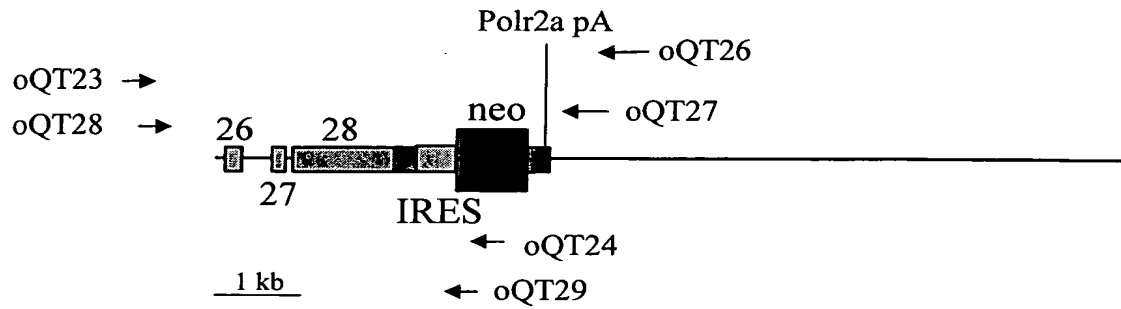 Polr2a pA
oQT26
oQT23
oQT27
neo
oQT28
26
28
27
IRES
oQT24
1 kb
oQT29